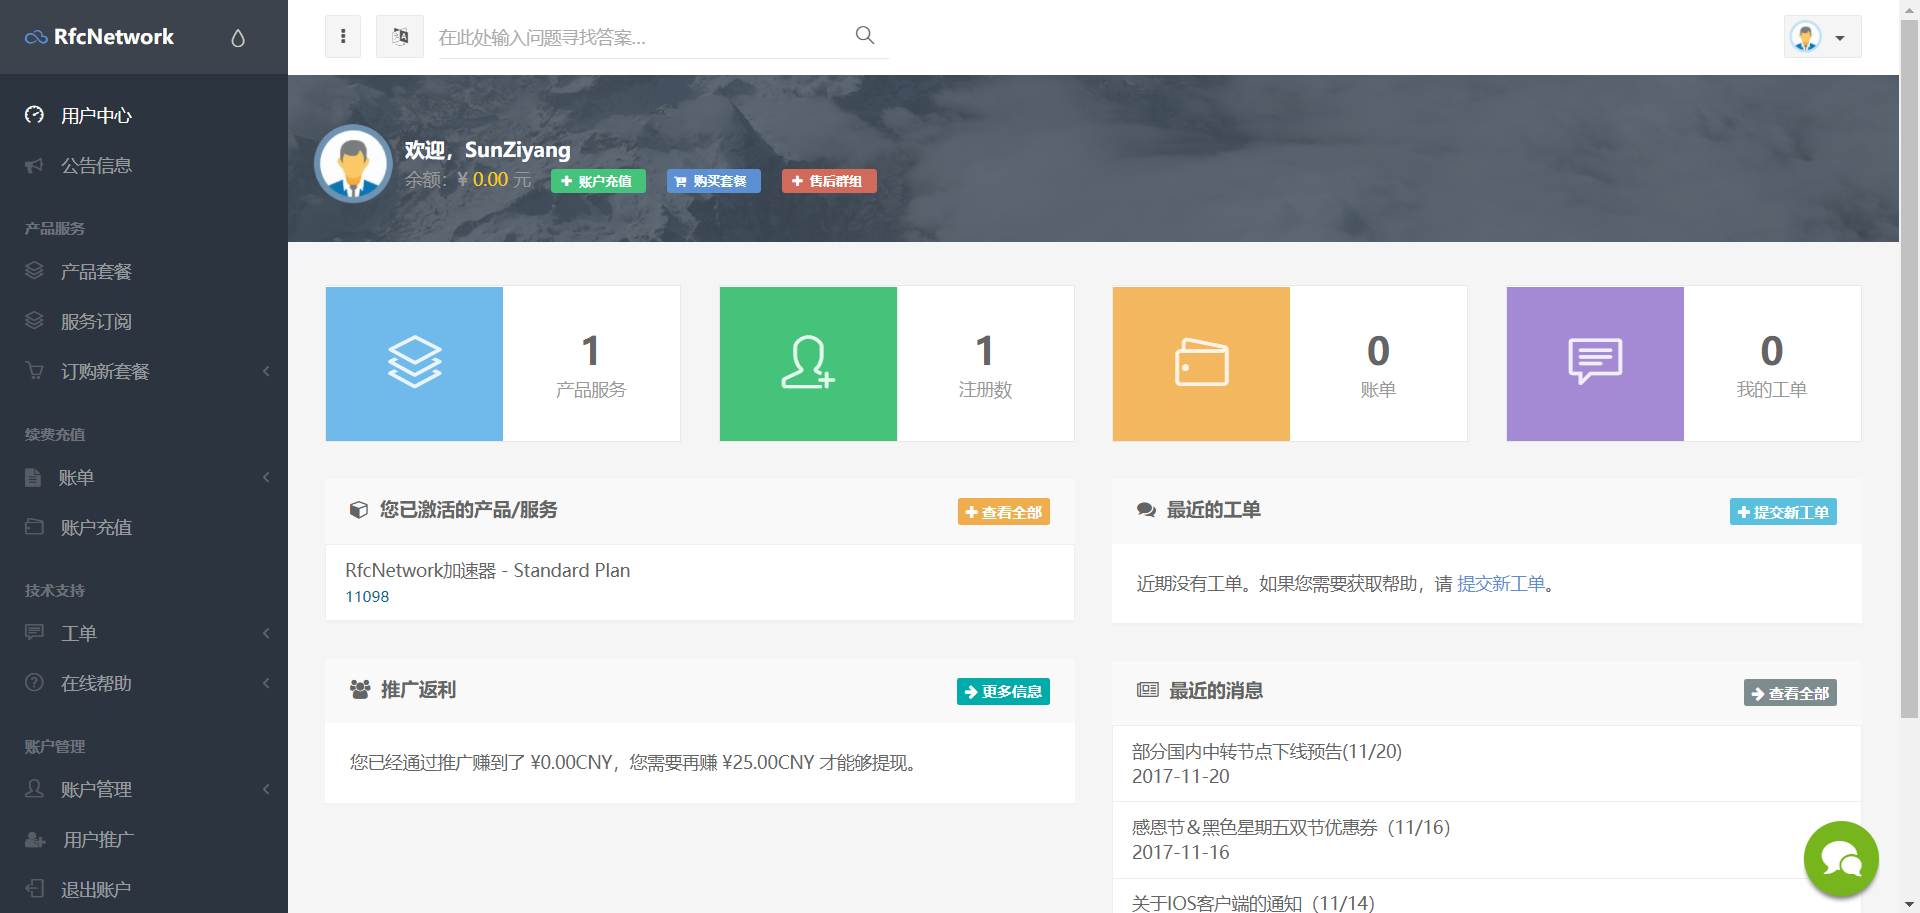 RfcNetwork
在此处输入问题寻找答案...
用户中心
公告信息
产品服务
产品套餐
服务订阅
订购新套餐
续费充值
账单
账户充值
技术支持
工单
在线帮助
账户管理
账户管理
用户推广
退出账户
欢迎，SunZiyang
余额：¥ 0.00 元
账户充值
购买套餐
售后群组
1
产品服务
1
注册数
0
账单
0
我的工单
您已激活的产品/服务
查看全部
RfcNetwork加速器 - Standard Plan
11098
最近的工单
提交新工单
近期没有工单。如果您需要获取帮助，请 提交新工单。
推广返利
更多信息
您已经通过推广赚到了 ¥0.00CNY，您需要再赚 ¥25.00CNY 才能够提现。
最近的消息
查看全部
部分国内中转节点下线预告(11/20)
2017-11-20
感恩节＆黑色星期五双节优惠券（11/16）
2017-11-16
关于IOS客户端的通知（11/14）